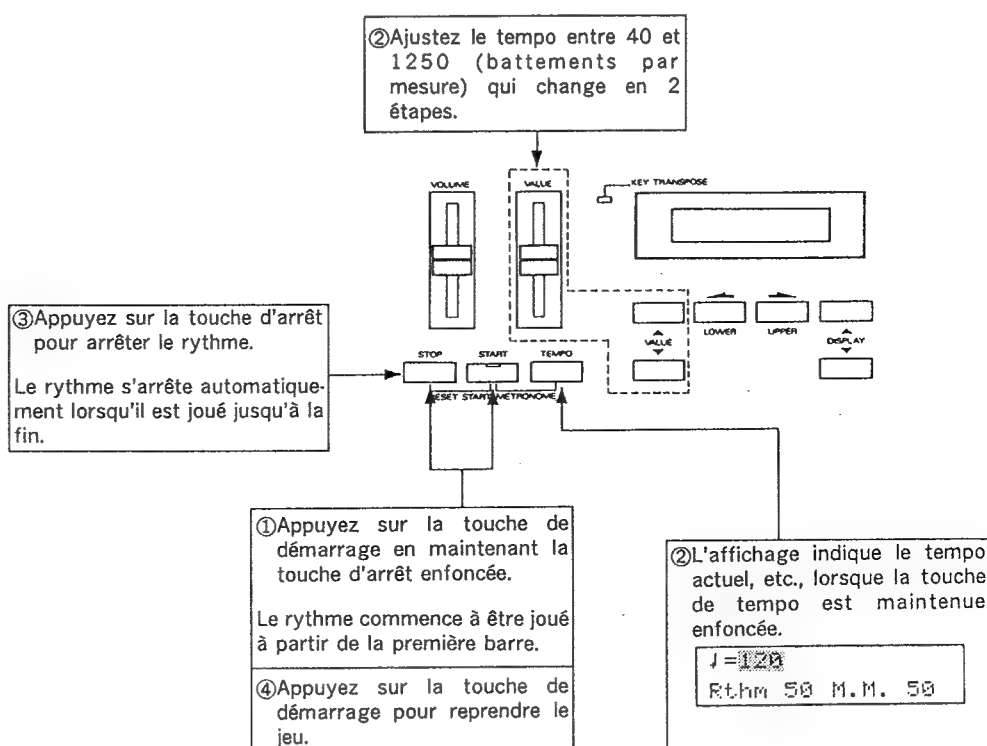 ②Ajustez le tempo entre 40 et
1250 (battements par
mesure) qui change en 2
étapes.
VOLUME
VALUE
KEY TRANSPOSE
③Appuyez sur la touche d'arrêt
pour arrêter le rythme.
Le rythme s'arrête automatique-
ment lorsqu'il est joué jusqu'à la
fin.
LOWER
UPPER
VALUE
DISPLAY
STOP
START
TEMPO
RESET START
METRONOME
①Appuyez sur la touche de
démarrage en maintenant la
touche d'arrêt enfoncée.
Le rythme commence à être joué
à partir de la première barre.
④Appuyez sur la touche de
démarrage pour reprendre le
jeu.
②L'affichage indique le tempo
actuel, etc., lorsque la touche
de tempo est maintenue
enfoncée.
♩=120
Rthm 50 M.M. 50